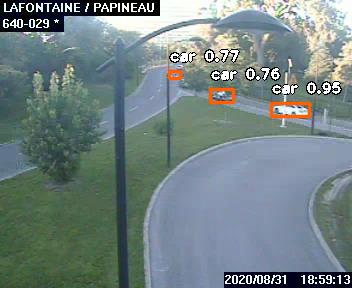 LAFONTAINE / PAPINEAU
640-029 *
car 0.77
car 0.76
car 0.95
2020/08/31 18:59:13